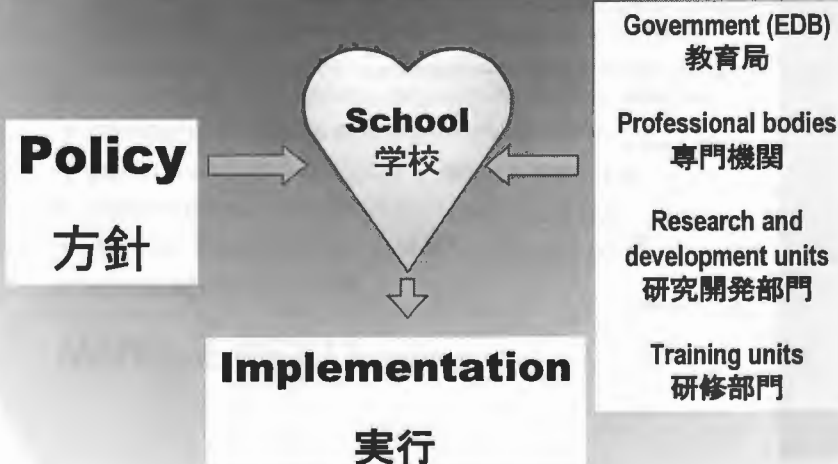 Policy
方針
School
学校
Government (EDB)
教育局
Professional bodies
専門機関
Research and
development units
研究開発部門
Training units
研修部門
Implementation
実行